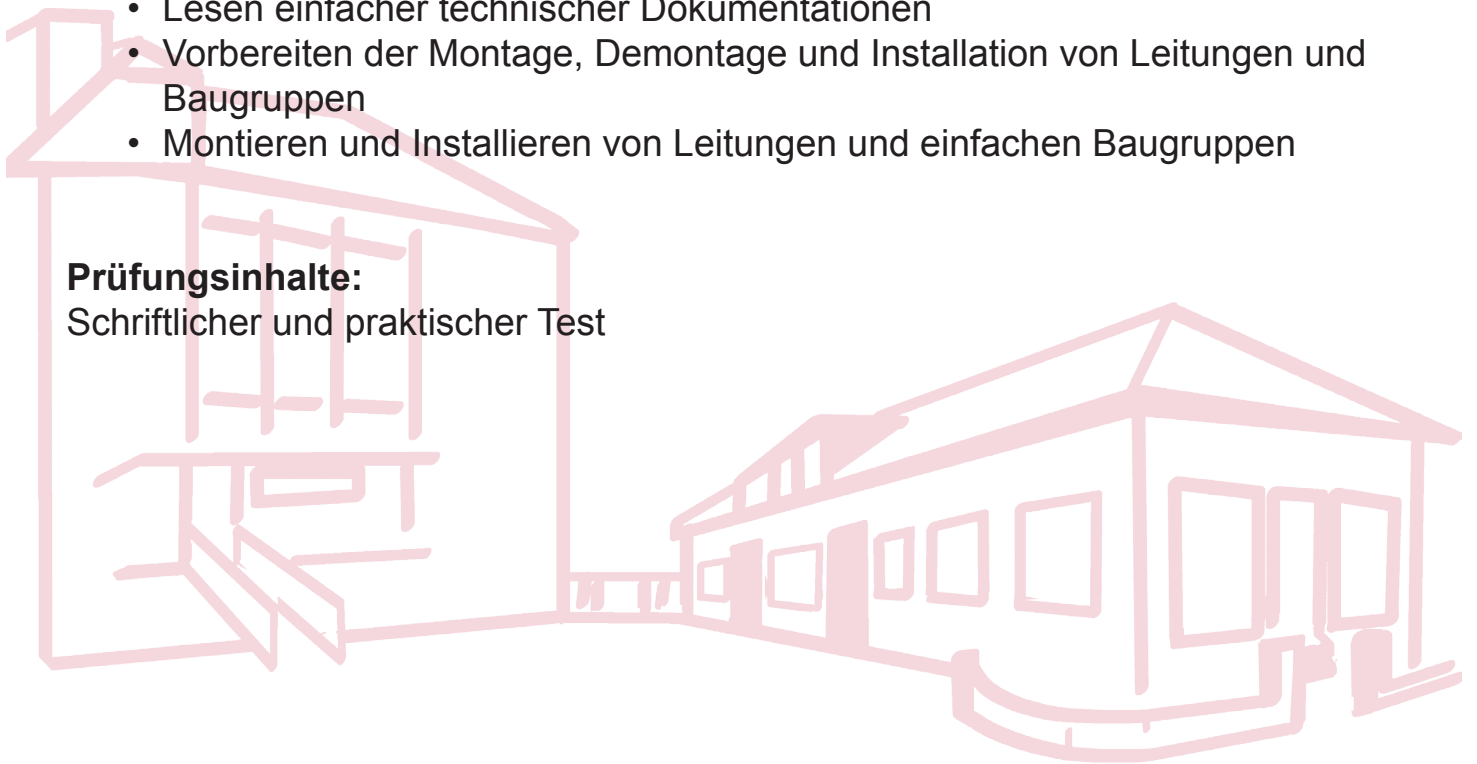 • Lesen einfacher technischer Dokumentationen
• Vorbereiten der Montage, Demontage und Installation von Leitungen und
Baugruppen
• Montieren und Installieren von Leitungen und einfachen Baugruppen
Prüfungsinhalte:
Schriftlicher und praktischer Test